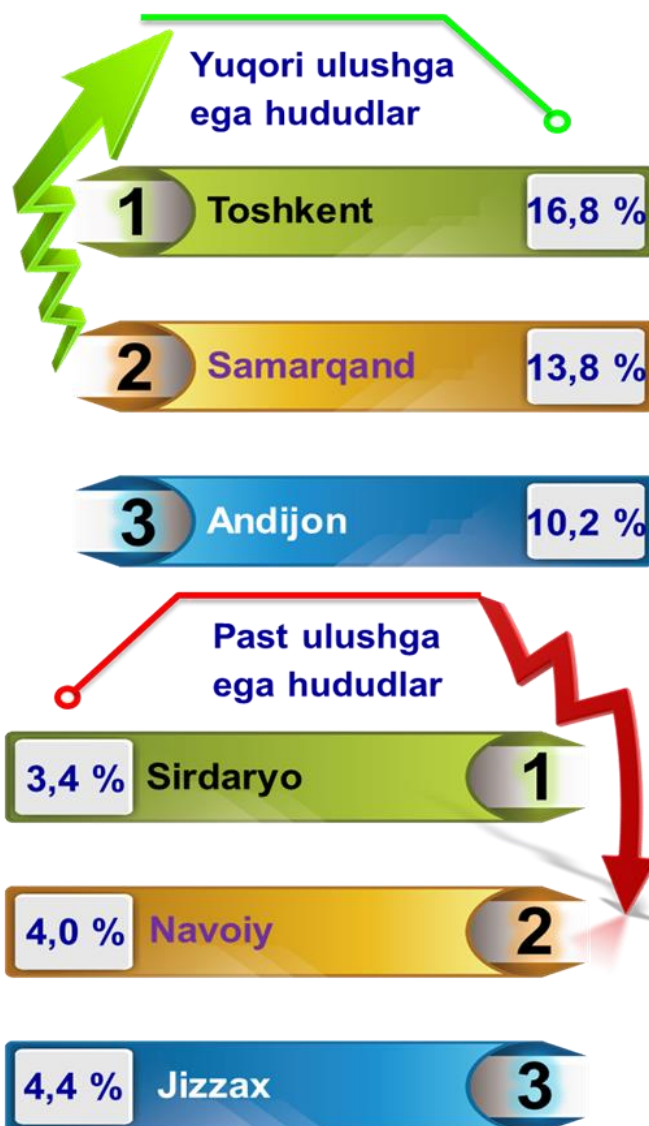 Yuqori ulushga
ega hududlar
1 Toshkent 16,8 %
2 Samarqand 13,8 %
3 Andijon 10,2 %
Past ulushga
ega hududlar
3,4 % Sirdaryo 1
4,0 % Navoiy 2
4,4 % Jizzax 3